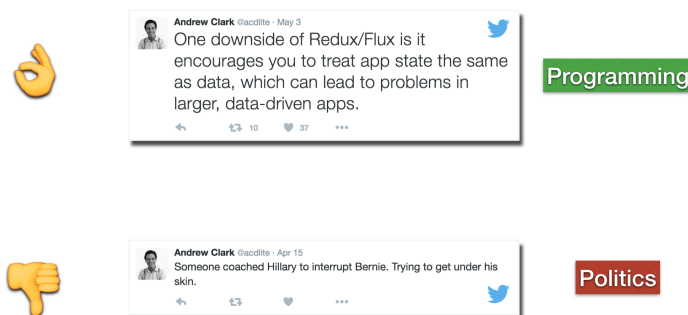 Andrew Clark @acdlite · May 3
One downside of Redux/Flux is it
encourages you to treat app state the same
as data, which can lead to problems in
larger, data-driven apps.
10 37
Programming
Andrew Clark @acdlite · Apr 15
Someone coached Hillary to interrupt Bernie. Trying to get under his
skin.
Politics